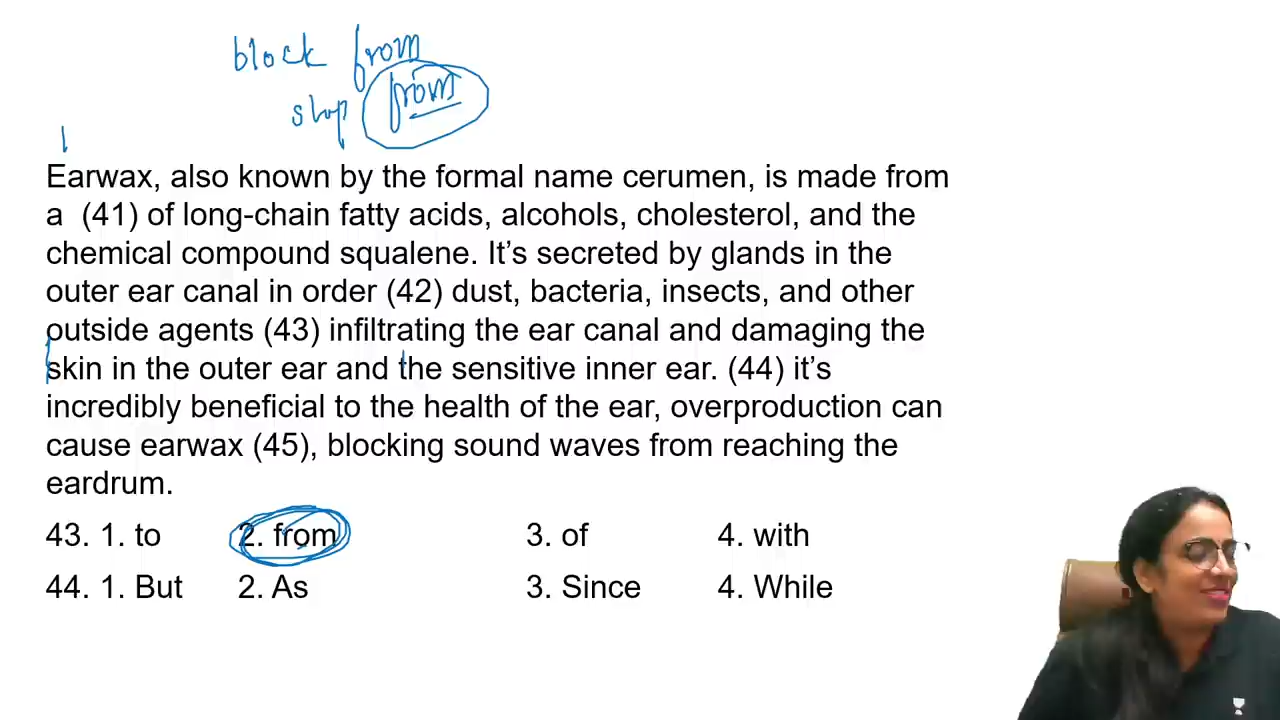 block from
stop from
Earwax, also known by the formal name cerumen, is made from
a (41) of long-chain fatty acids, alcohols, cholesterol, and the
chemical compound squalene. It’s secreted by glands in the
outer ear canal in order (42) dust, bacteria, insects, and other
outside agents (43) infiltrating the ear canal and damaging the
skin in the outer ear and the sensitive inner ear. (44) it’s
incredibly beneficial to the health of the ear, overproduction can
cause earwax (45), blocking sound waves from reaching the
eardrum.
43. 1. to 2. from 3. of 4. with
44. 1. But 2. As 3. Since 4. While